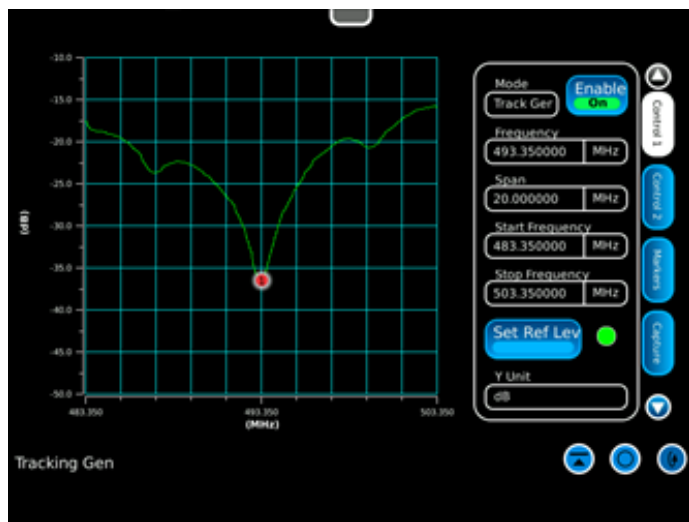 -10.0
-15.0
-20.0
-25.0
-30.0
-35.0
-40.0
-45.0
-50.0
(dB)
483.350
493.350
503.350
(MHz)
1
Mode
Track Ger
Enable
On
Frequency
493.350000 MHz
Span
20.000000 MHz
Start Frequency
483.350000 MHz
Stop Frequency
503.350000 MHz
Set Ref Lev
Y Unit
dB
Control 1
Control 2
Markers
Capture
Tracking Gen